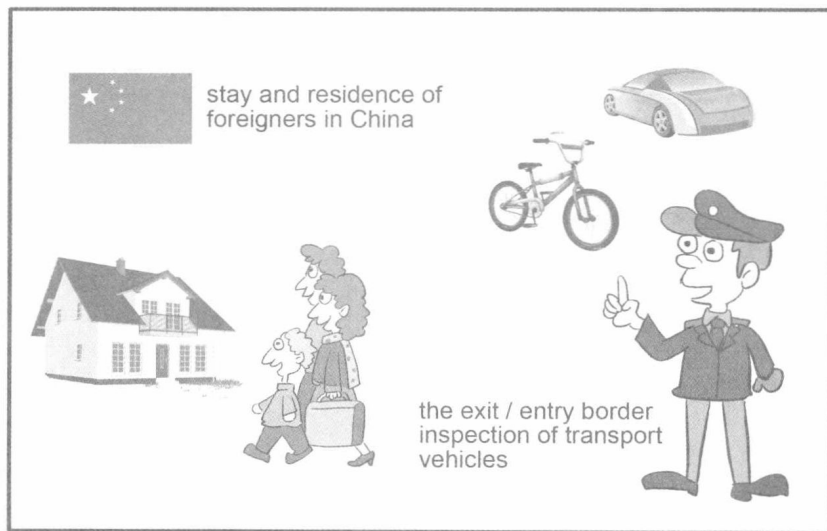 stay and residence of
foreigners in China
the exit / entry border
inspection of transport
vehicles